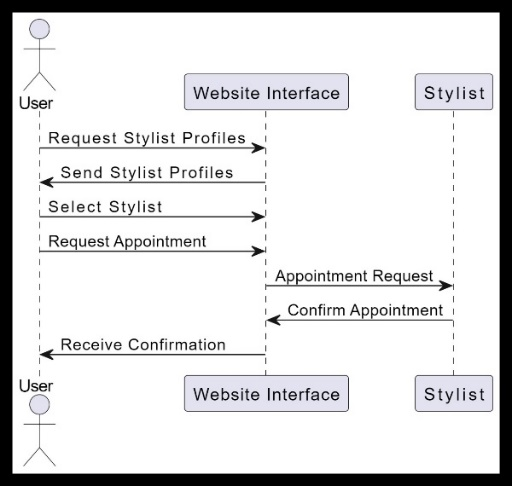 User
Website Interface
Stylist
Request Stylist Profiles
Send Stylist Profiles
Select Stylist
Request Appointment
Appointment Request
Confirm Appointment
Receive Confirmation
User
Website Interface
Stylist